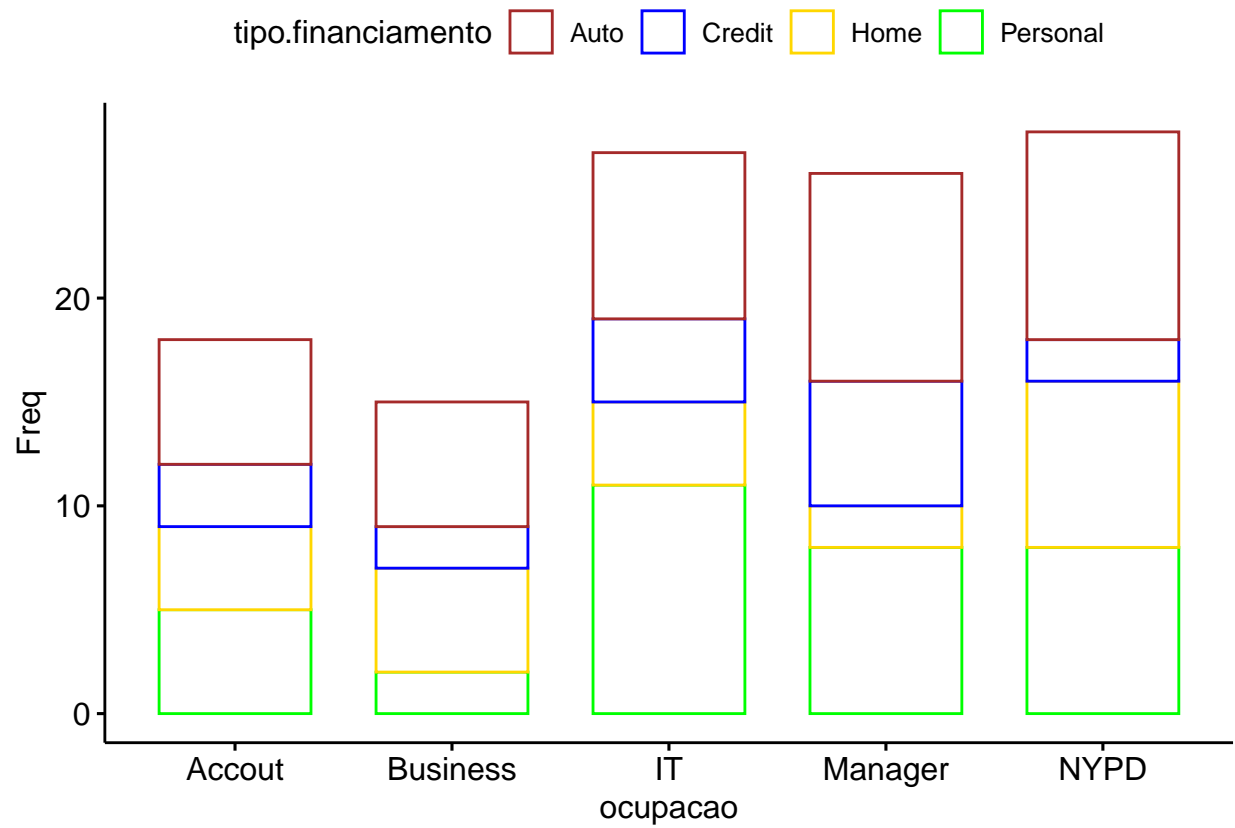 tipo.financiamento Auto Credit Home Personal
Freq
20
10
0
Accout Business IT Manager NYPD
ocupacao